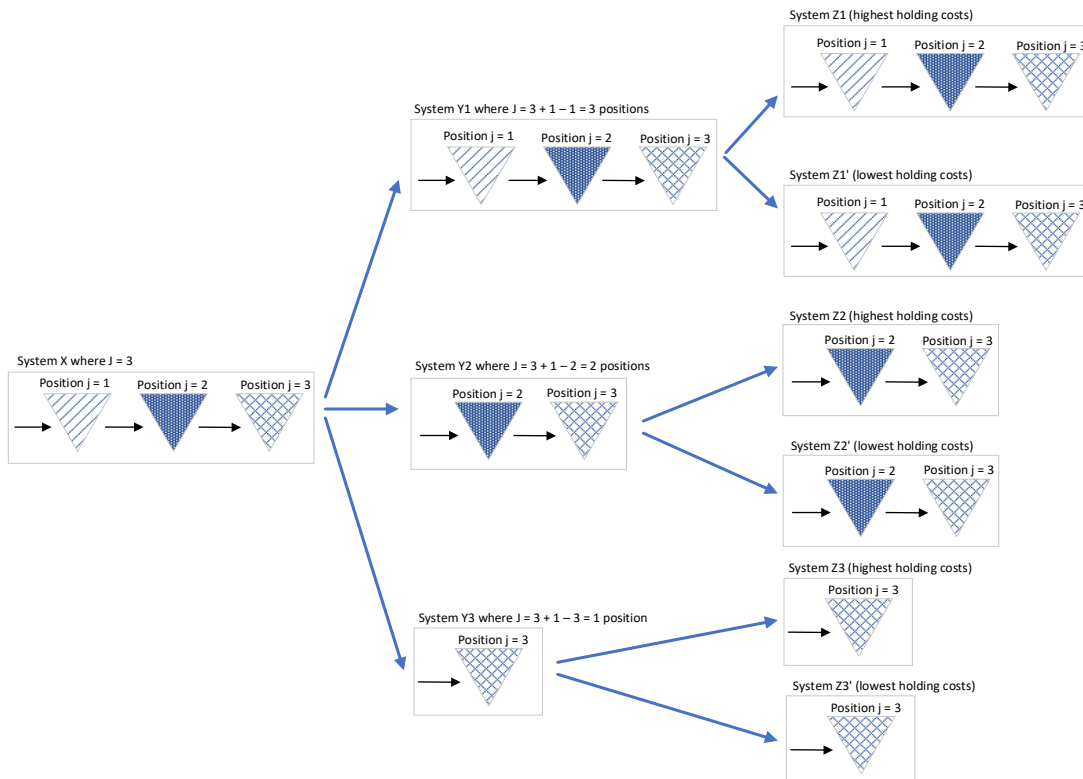 System X where J = 3
Position j = 1
Position j = 2
Position j = 3
System Y1 where J = 3 + 1 – 1 = 3 positions
Position j = 1
Position j = 2
Position j = 3
System Y2 where J = 3 + 1 – 2 = 2 positions
Position j = 2
Position j = 3
System Y3 where J = 3 + 1 – 3 = 1 position
Position j = 3
System Z1 (highest holding costs)
Position j = 1
Position j = 2
Position j = 3
System Z1' (lowest holding costs)
Position j = 1
Position j = 2
Position j = 3
System Z2 (highest holding costs)
Position j = 2
Position j = 3
System Z2' (lowest holding costs)
Position j = 2
Position j = 3
System Z3 (highest holding costs)
Position j = 3
System Z3' (lowest holding costs)
Position j = 3